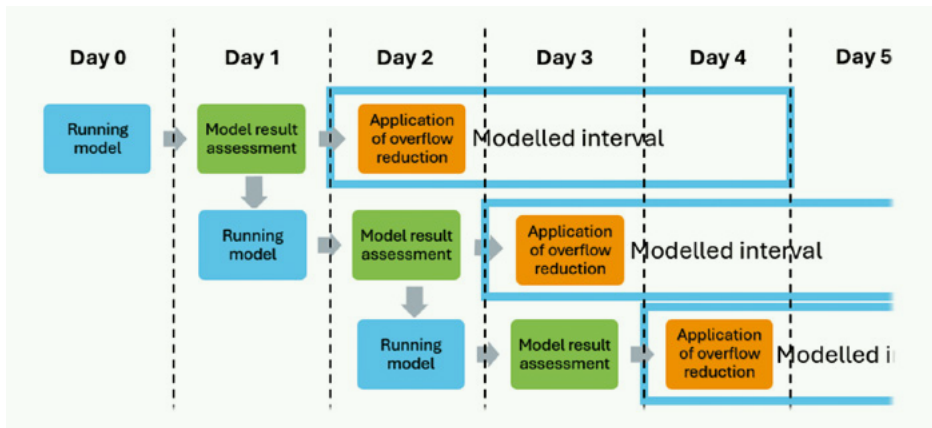 Day 0
Day 1
Day 2
Day 3
Day 4
Day 5
Running
model
Model result
assessment
Application
of overflow
reduction
Modelled interval
Running
model
Model result
assessment
Application
of overflow
reduction
Modelled interval
Running
model
Model result
assessment
Application
of overflow
reduction
Modelled i